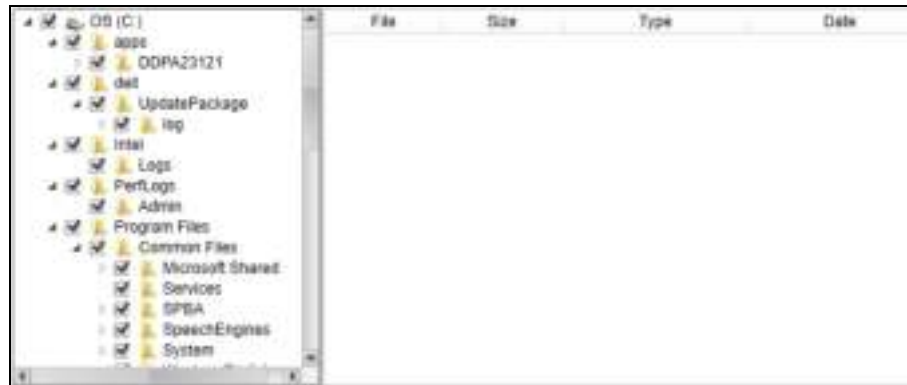 OS (C:)
File Size Type Date
apps
DDPA23121
dell
UpdatePackage
log
Intel
Logs
PerfLogs
Admin
Program Files
Common Files
Microsoft Shared
Services
SPBA
SpeechEngines
System